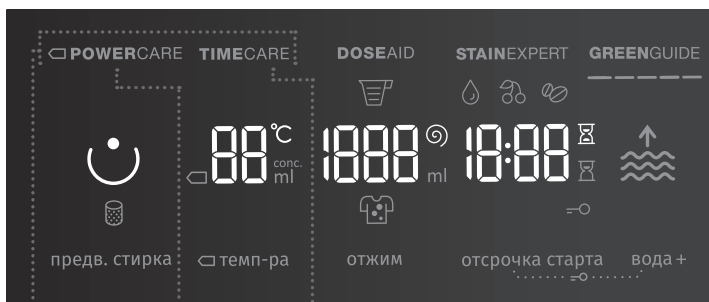 POWERCARE TIMECARE DOSEAID STAINEXPERT GREENGUIDE
88 °C 1888 18:88
conc.
ml ml
предв. стирка темп-ра отжим отсрочка старта вода +